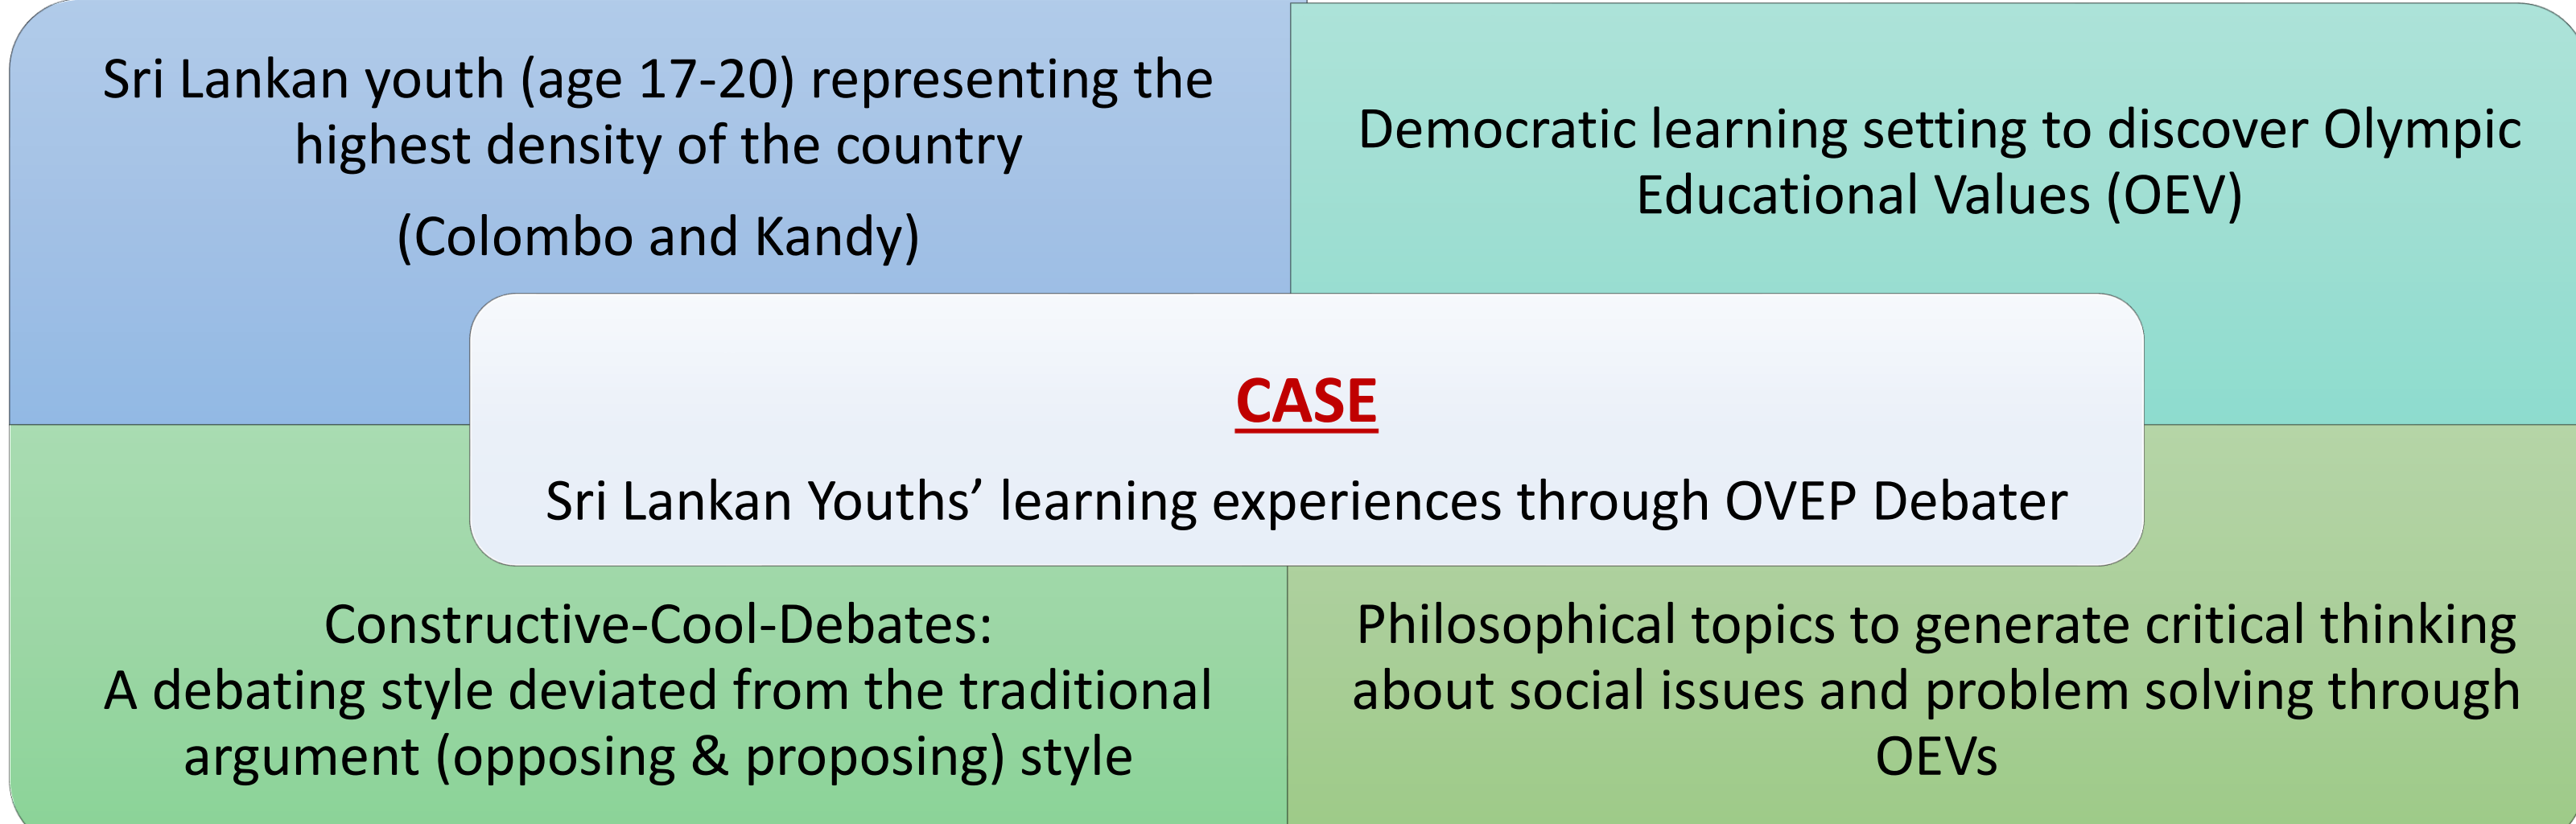 Sri Lankan youth (age 17-20) representing the
highest density of the country
(Colombo and Kandy)
Democratic learning setting to discover Olympic
Educational Values (OEV)
CASE
Sri Lankan Youths’ learning experiences through OVEP Debater
Constructive-Cool-Debates:
A debating style deviated from the traditional
argument (opposing & proposing) style
Philosophical topics to generate critical thinking
about social issues and problem solving through
OEVs